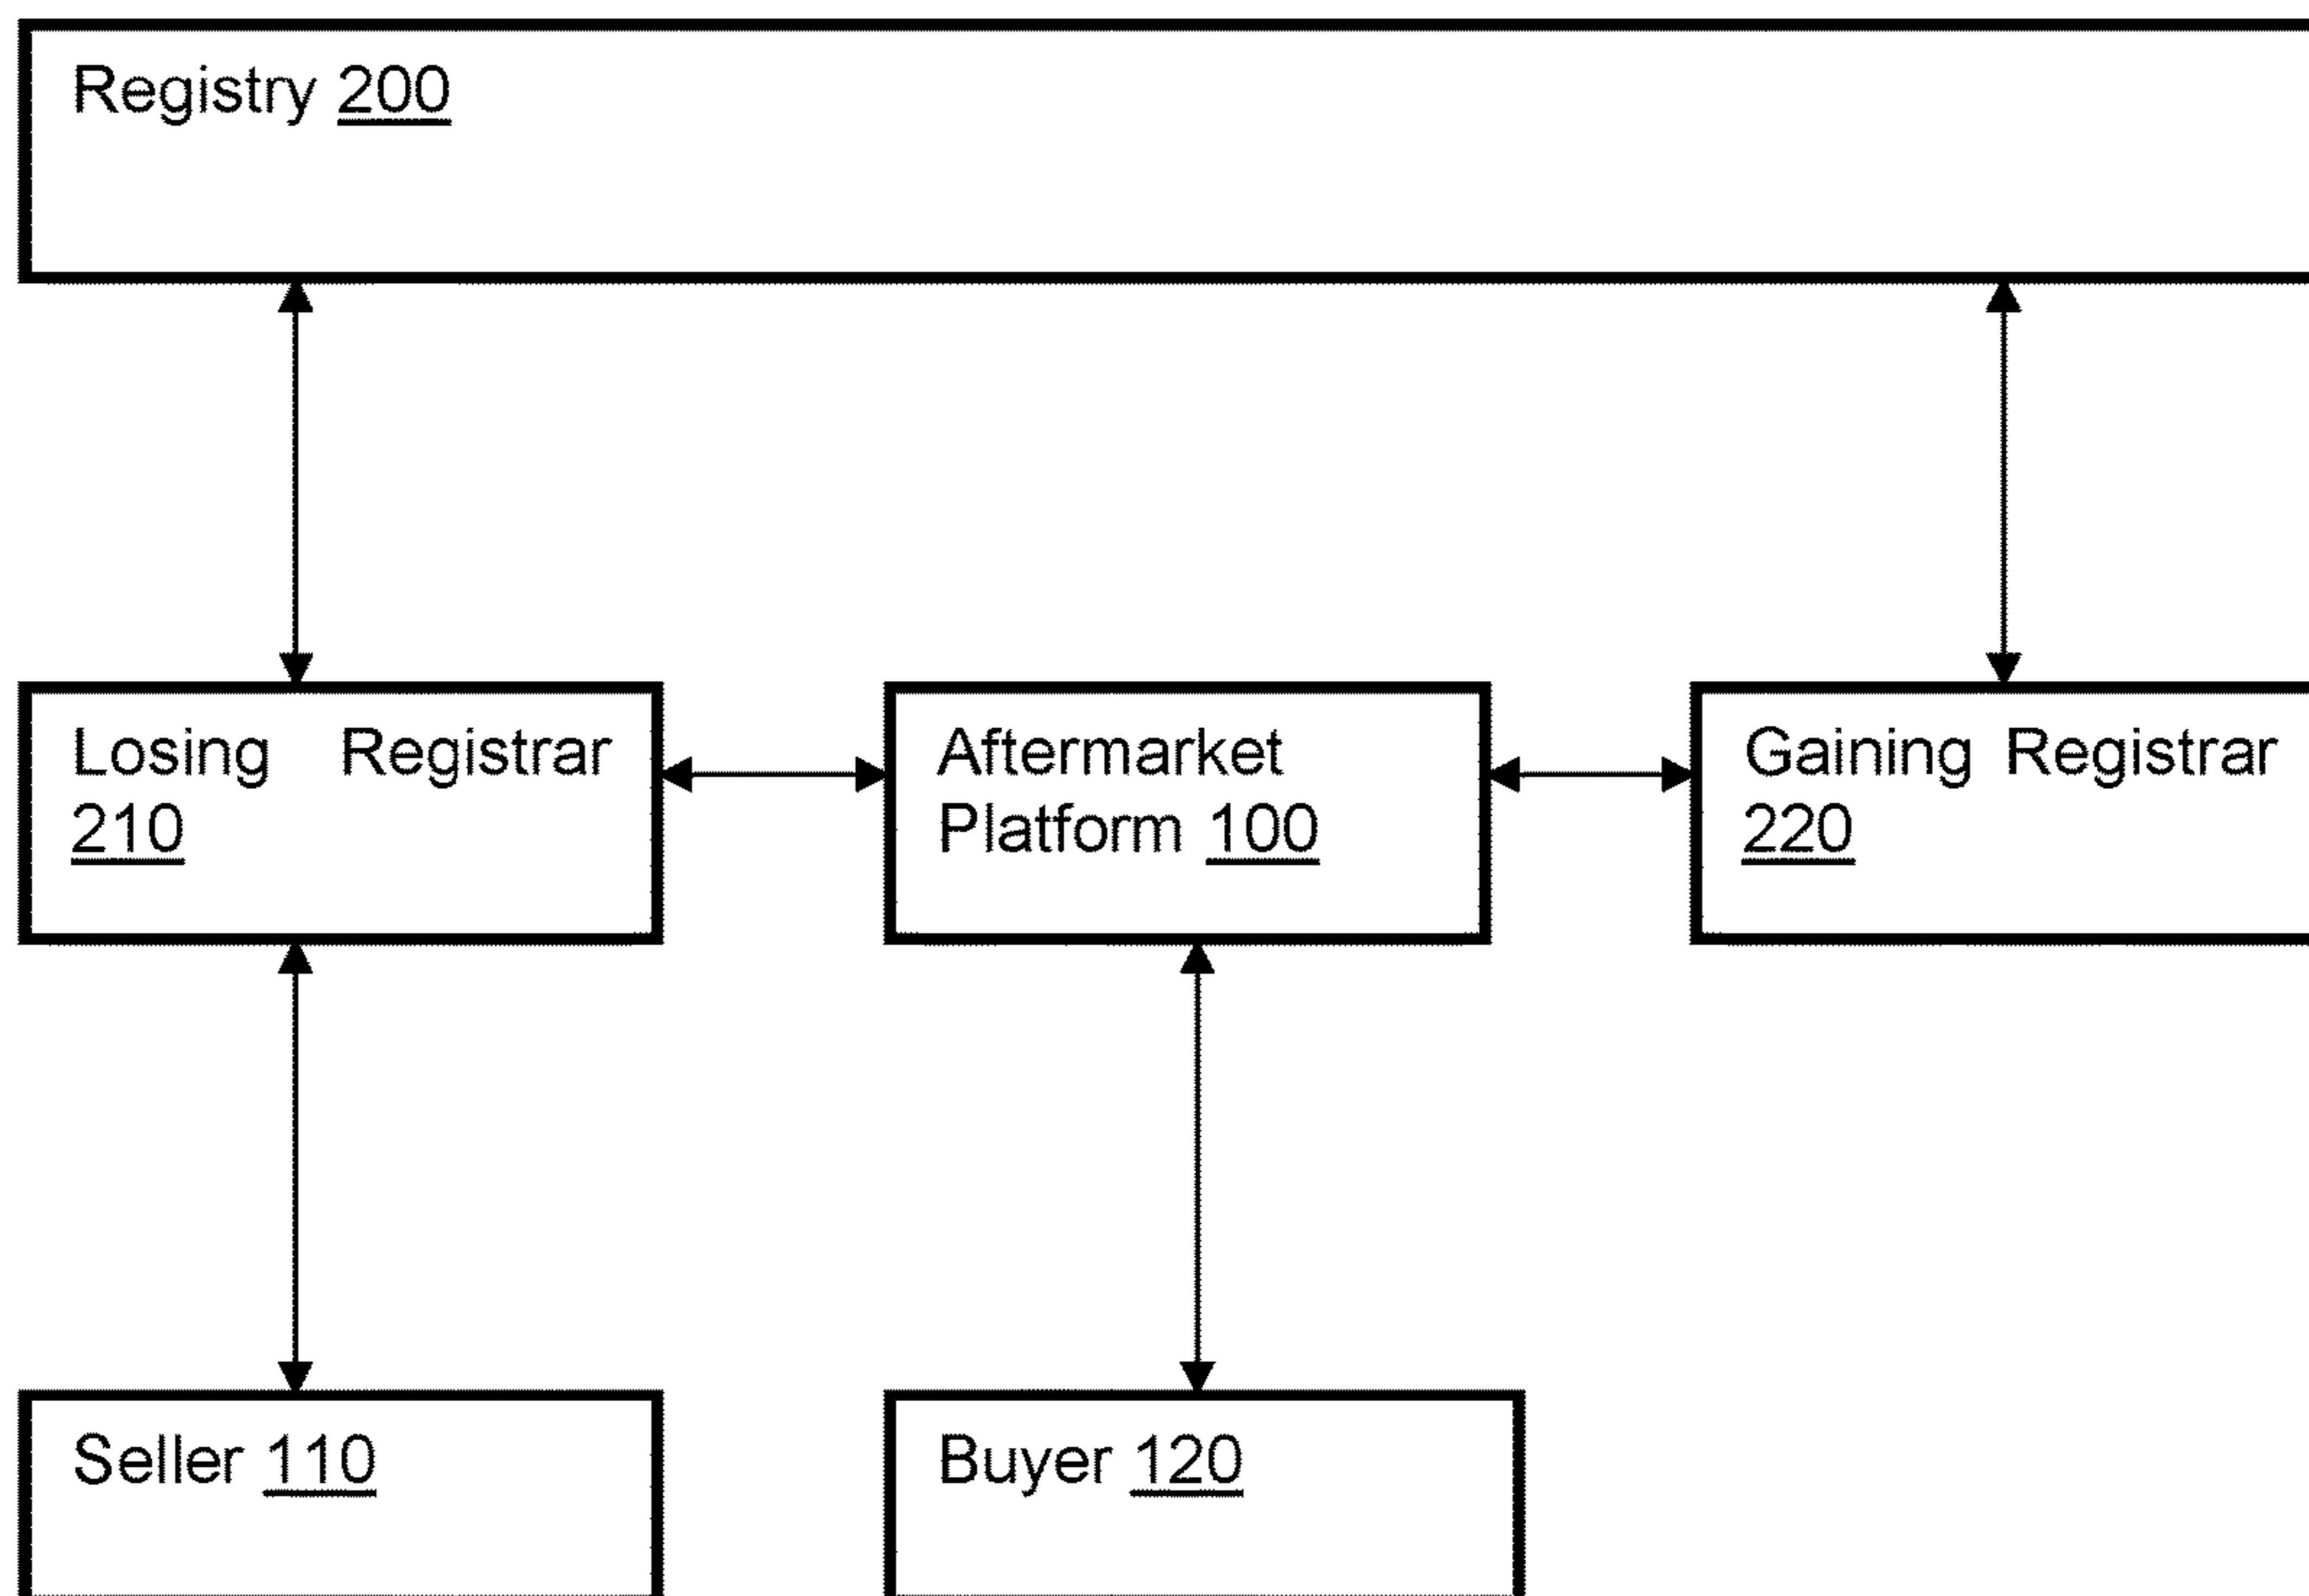 Registry 200
Losing Registrar
210
Aftermarket
Platform 100
Gaining Registrar
220
Seller 110
Buyer 120